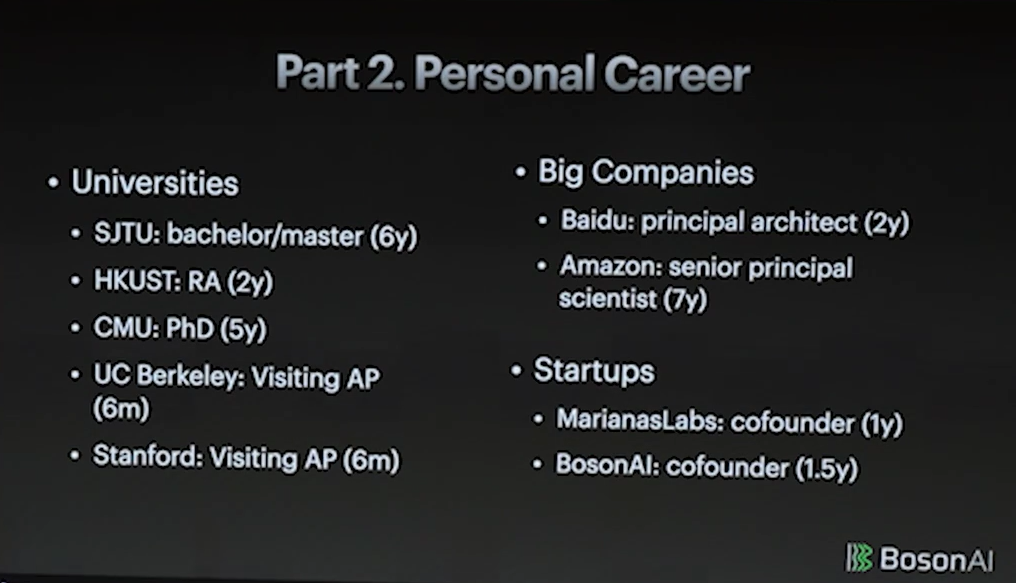 Part 2. Personal Career
• Universities
• SJTU: bachelor/master (6y)
• HKUST: RA (2y)
• CMU: PhD (5y)
• UC Berkeley: Visiting AP
(6m)
• Stanford: Visiting AP (6m)
• Big Companies
• Baidu: principal architect (2y)
• Amazon: senior principal
scientist (7y)
• Startups
• MarianasLabs: cofounder (1y)
• BosonAI: cofounder (1.5y)
BosonAI